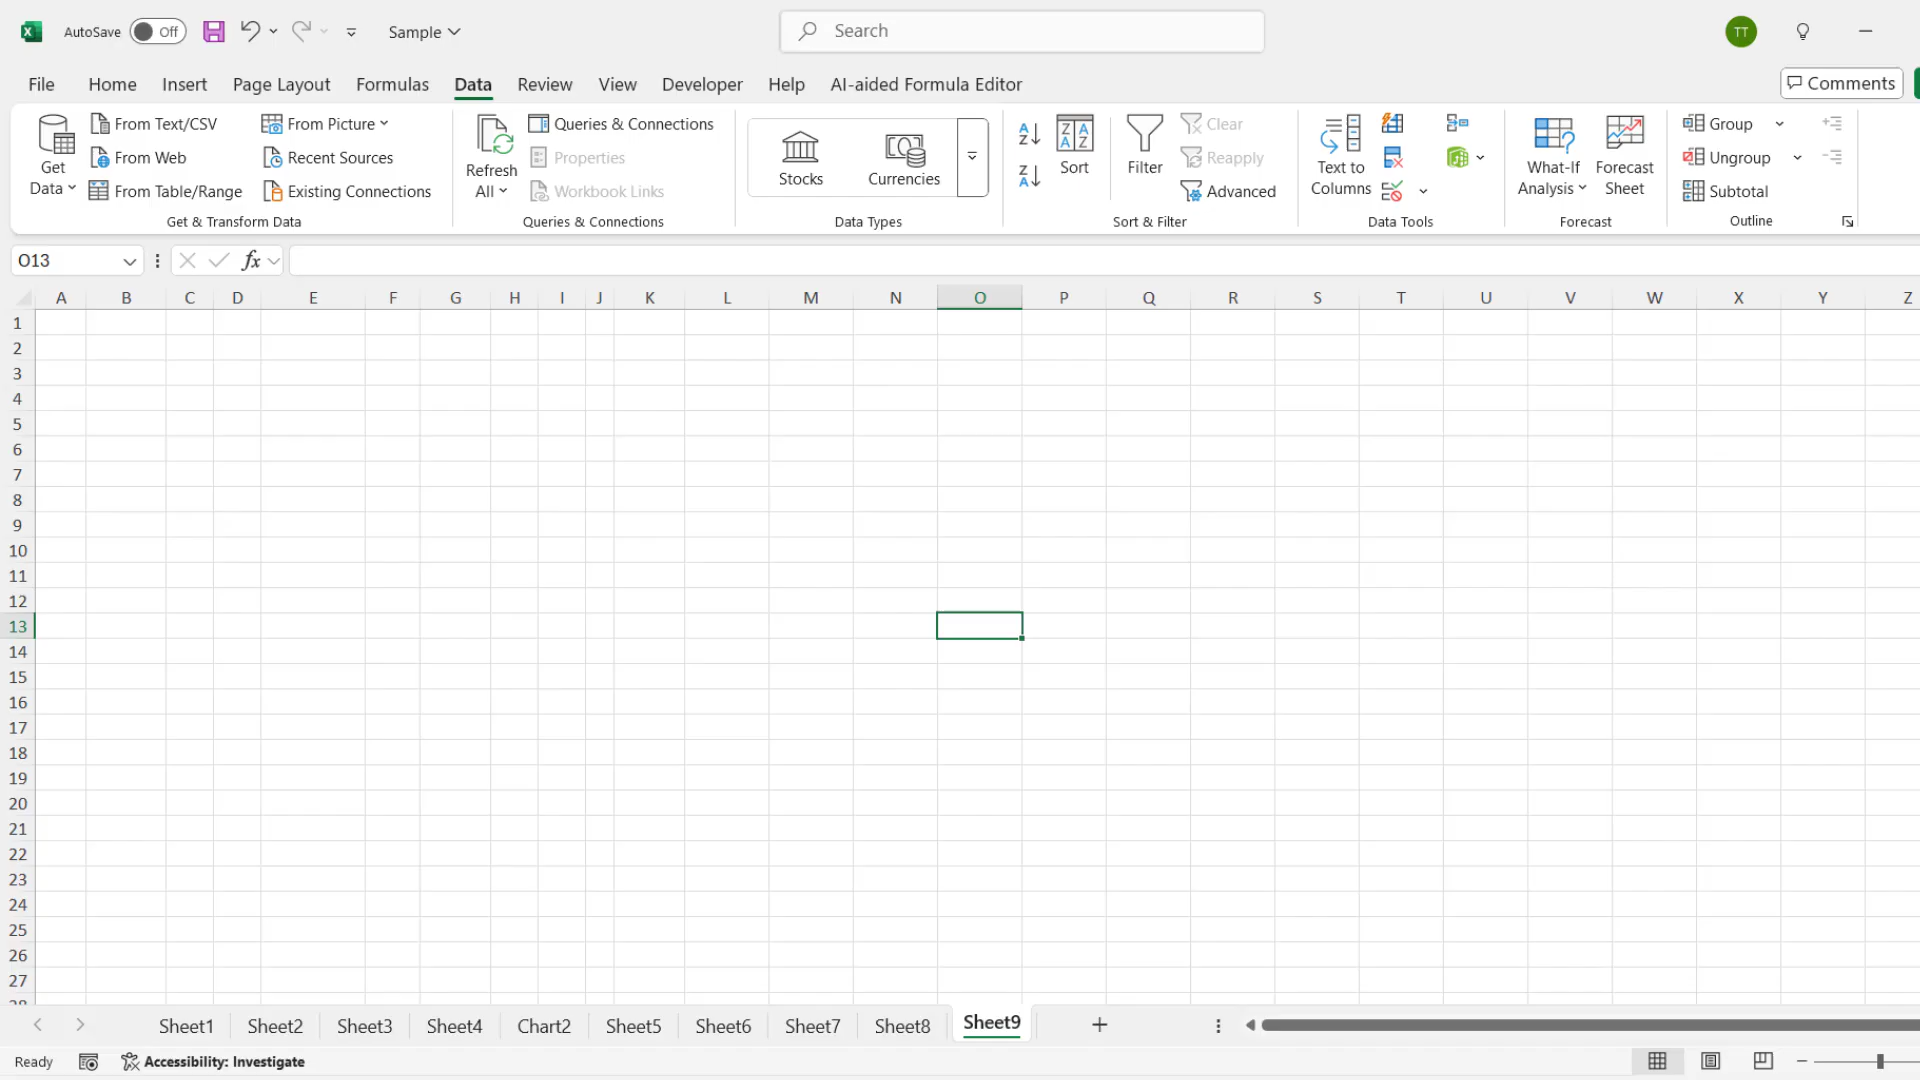 AutoSave Off Sample Search TT
File Home Insert Page Layout Formulas Data Review View Developer Help AI-aided Formula Editor Comments
Get Data
From Text/CSV
From Web
From Table/Range
From Picture
Recent Sources
Existing Connections
Get & Transform Data
Refresh All
Queries & Connections
Properties
Workbook Links
Queries & Connections
Stocks
Currencies
Data Types
Sort
Filter
Clear
Reapply
Advanced
Sort & Filter
Text to Columns
Data Tools
What-If Analysis
Forecast Sheet
Forecast
Group
Ungroup
Subtotal
Outline
O13 fx
A B C D E F G H I J K L M N O P Q R S T U V W X Y Z
1
2
3
4
5
6
7
8
9
10
11
12
13
14
15
16
17
18
19
20
21
22
23
24
25
26
27
28
Sheet1 Sheet2 Sheet3 Sheet4 Chart2 Sheet5 Sheet6 Sheet7 Sheet8 Sheet9
Ready Accessibility: Investigate